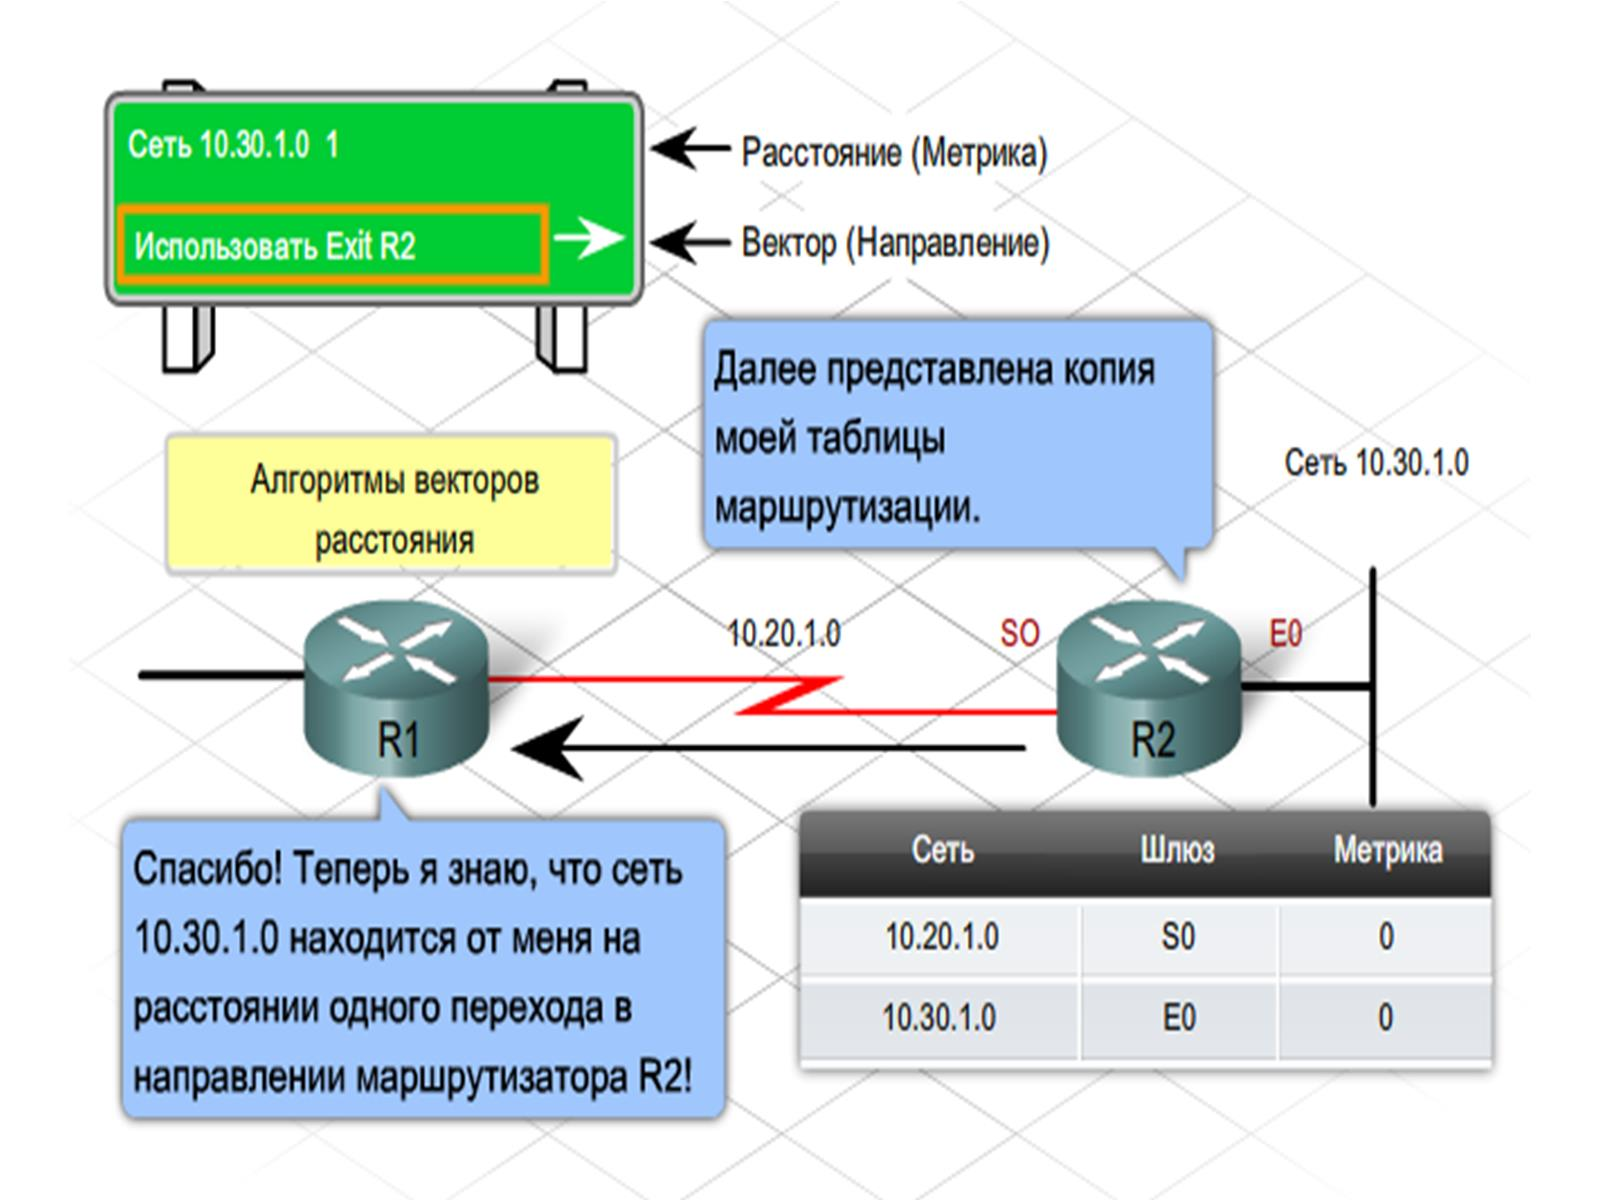 Сеть 10.30.1.0 1
Расстояние (Метрика)
Использовать Exit R2
Вектор (Направление)
Далее представлена копия
моей таблицы
маршрутизации.
Сеть 10.30.1.0
Алгоритмы векторов
расстояния
10.20.1.0
SO
E0
R1
R2
Спасибо! Теперь я знаю, что сеть
10.30.1.0 находится от меня на
расстоянии одного перехода в
направлении маршрутизатора R2!
Сеть Шлюз Метрика
10.20.1.0 S0 0
10.30.1.0 E0 0